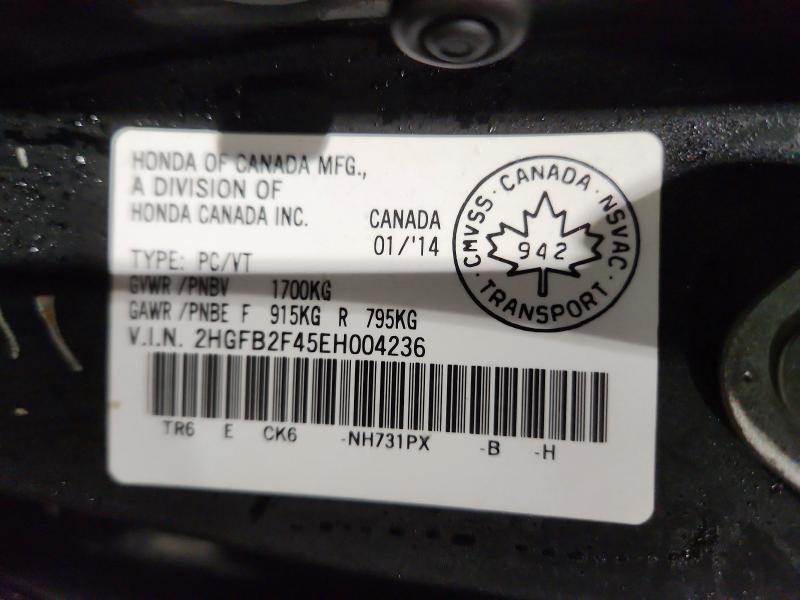 HONDA OF CANADA MFG.,
A DIVISION OF
HONDA CANADA INC.
CANADA
01/'14
TYPE: PC/VT
GVWR /PNBV 1700KG
GAWR /PNBE F 915KG R 795KG
V.I.N. 2HGFB2F45EH004236
TR6 E CK6 -NH731PX -B -H
CMVSS · CANADA · NSVAC
942
· TRANSPORT ·